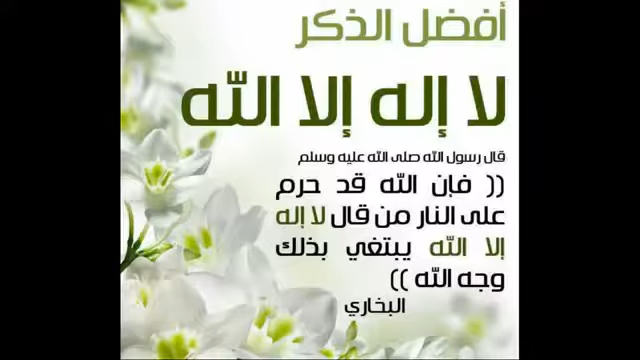 أفضل الذكر
لا إله إلا الله
قال رسول الله صلى الله عليه وسلم
(( فإن الله قد حرم
على النار من قال لا إله
إلا الله يبتغي بذلك
وجه الله ))
البخاري